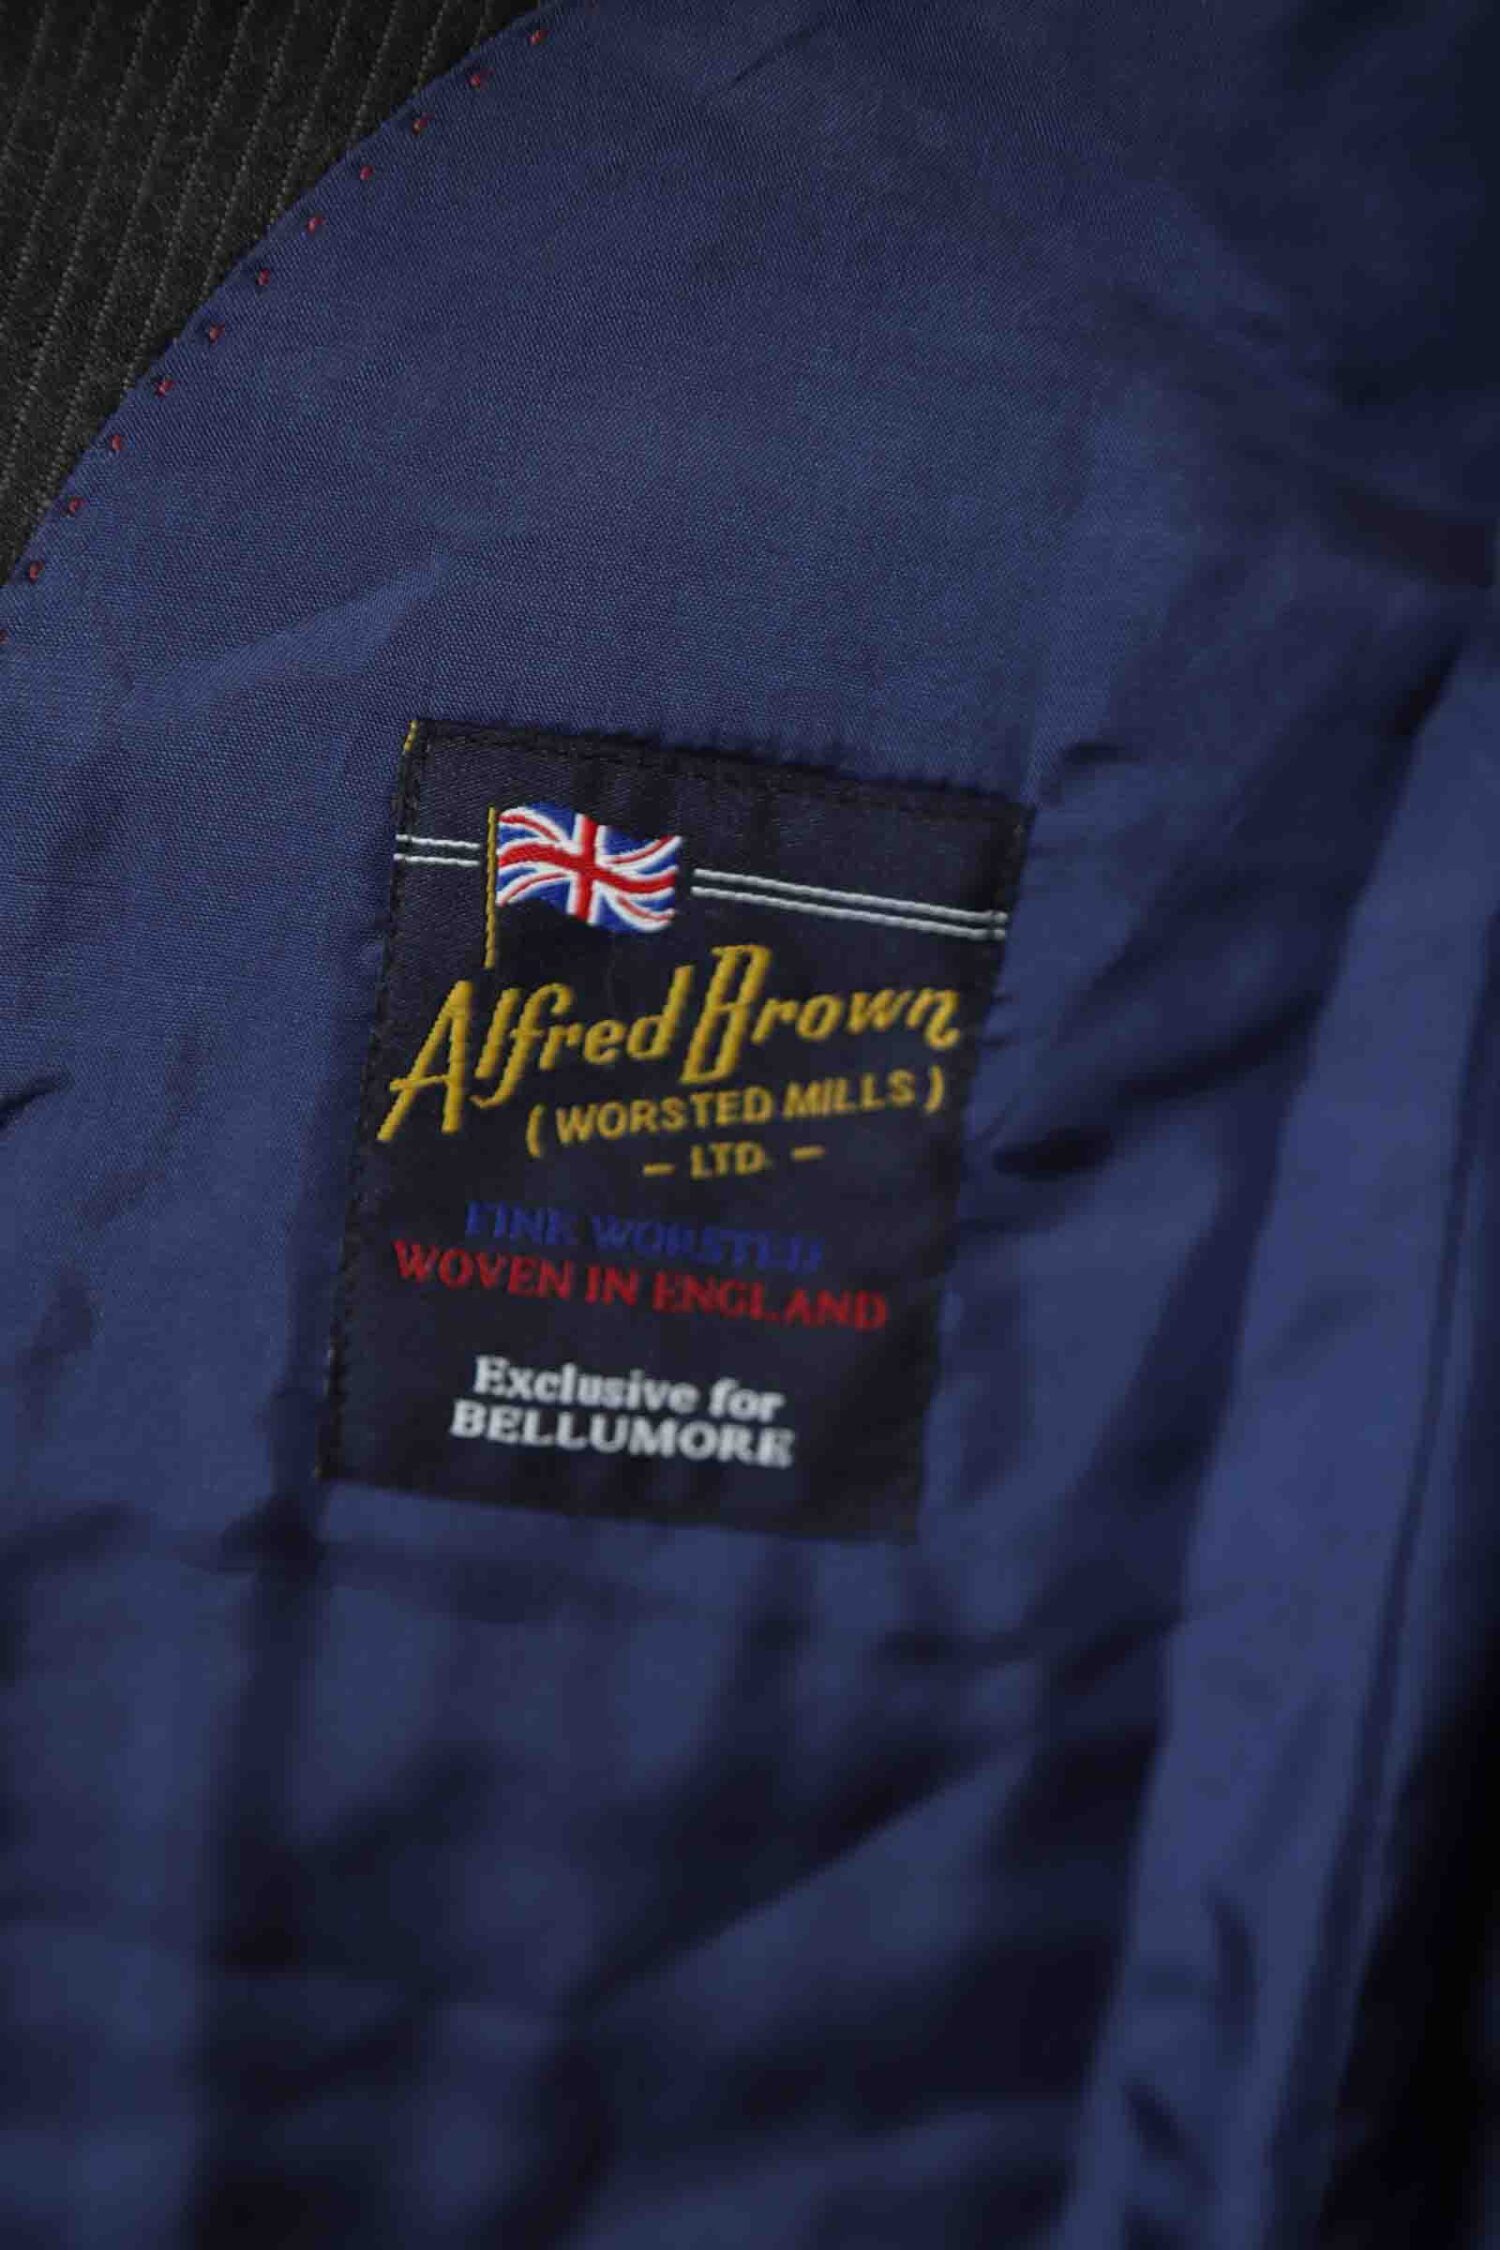 Alfred Brown
(WORSTED MILLS)
- LTD. -
FINE WORSTED
WOVEN IN ENGLAND
Exclusive for
BELLUMORE